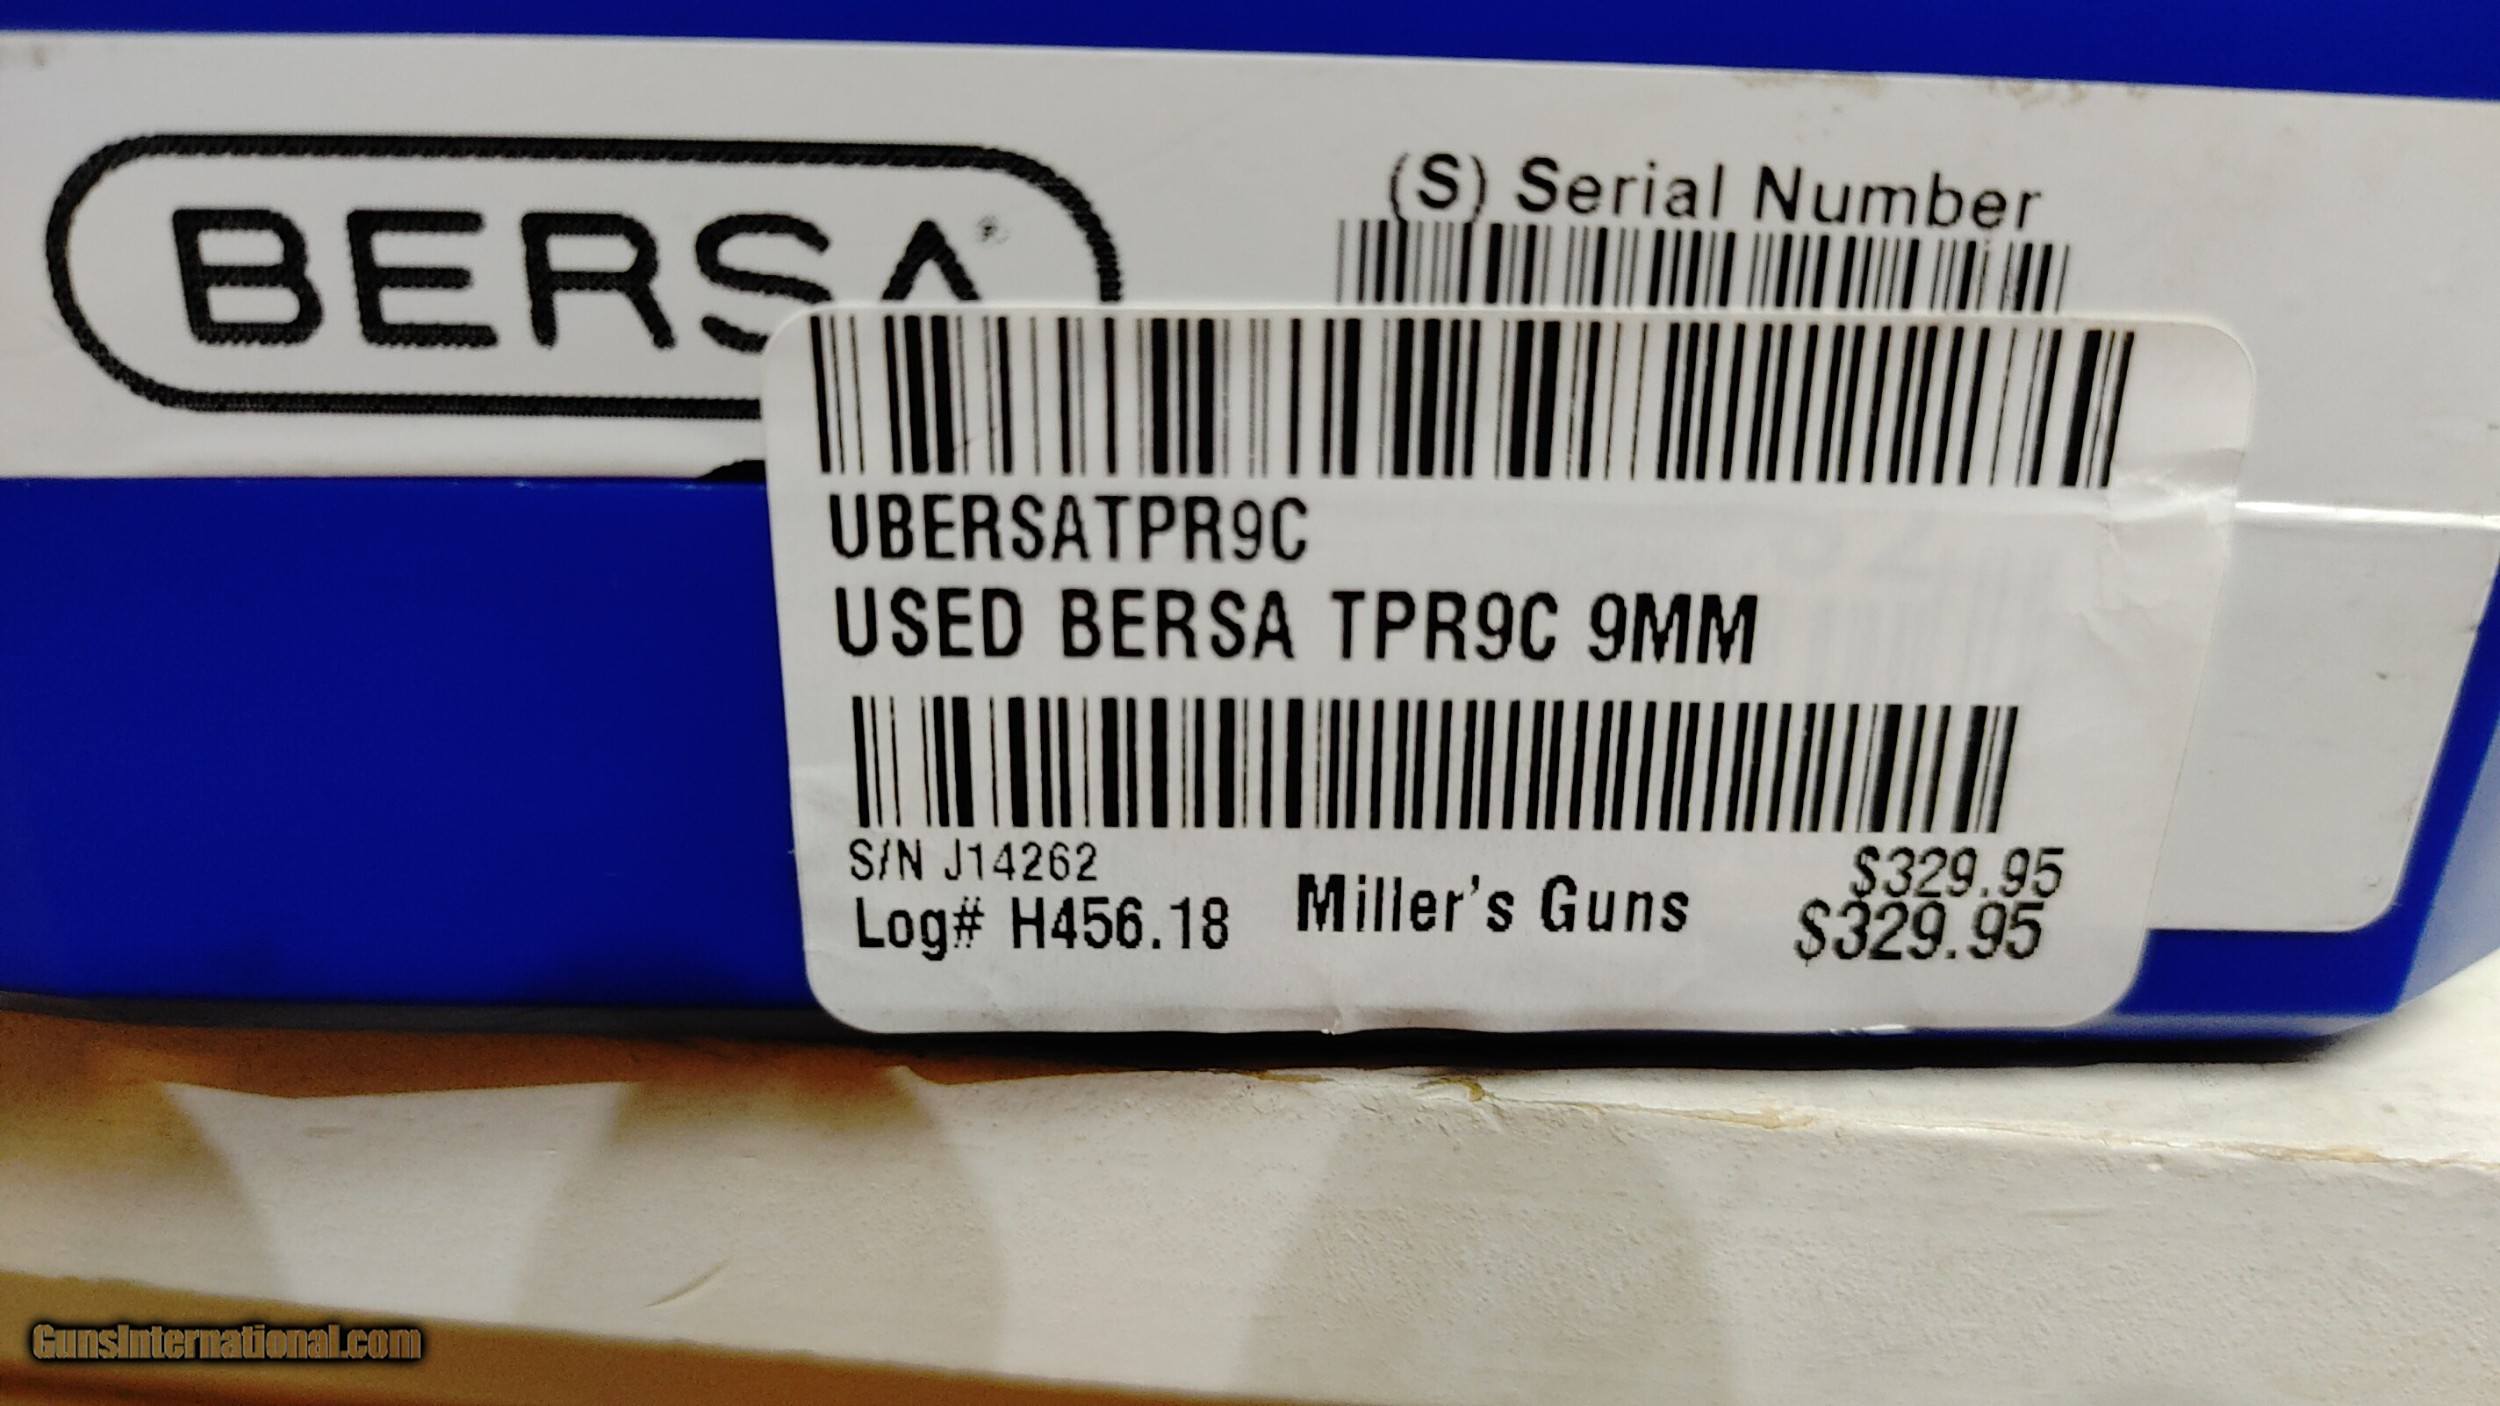 BERSA
(S) Serial Number
UBERSATPR9C
USED BERSA TPR9C 9MM
S/N J14262
Log# H456.18
Miller's Guns
$329.95
$329.95
GunsInternational.com